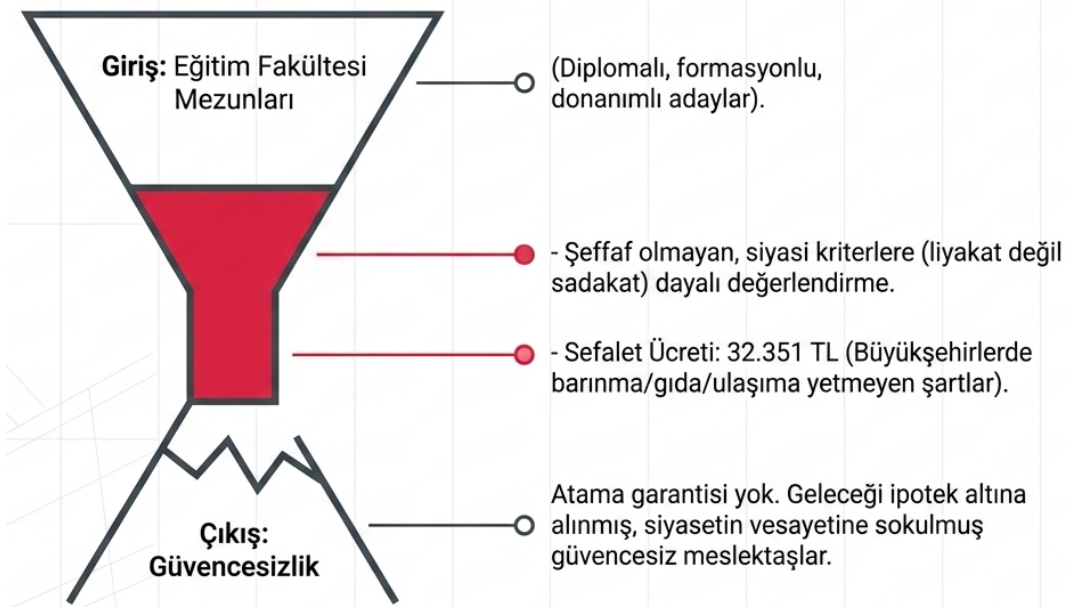 Giriş: Eğitim Fakültesi
Mezunları
(Diplomalı, formasyonlu,
donanımlı adaylar).
- Şeffaf olmayan, siyasi kriterlere (liyakat değil
sadakat) dayalı değerlendirme.
- Sefalet Ücreti: 32.351 TL (Büyükşehirlerde
barınma/gıda/ulaşıma yetmeyen şartlar).
Çıkış:
Güvencesizlik
Atama garantisi yok. Geleceği ipotek altına
alınmış, siyasetin vesayetine sokulmuş
güvencesiz meslektaşlar.